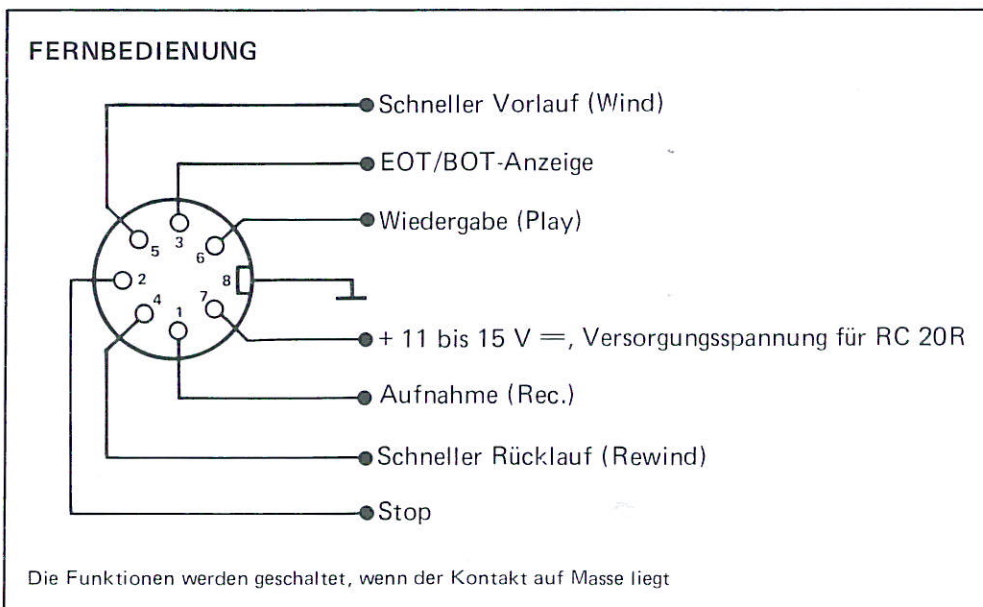 FERNBEDIENUNG
Schneller Vorlauf (Wind)
EOT/BOT-Anzeige
Wiedergabe (Play)
5
3
6
2
8
4
1
7
+ 11 bis 15 V ⎓, Versorgungsspannung für RC 20R
Aufnahme (Rec.)
Schneller Rücklauf (Rewind)
Stop
Die Funktionen werden geschaltet, wenn der Kontakt auf Masse liegt